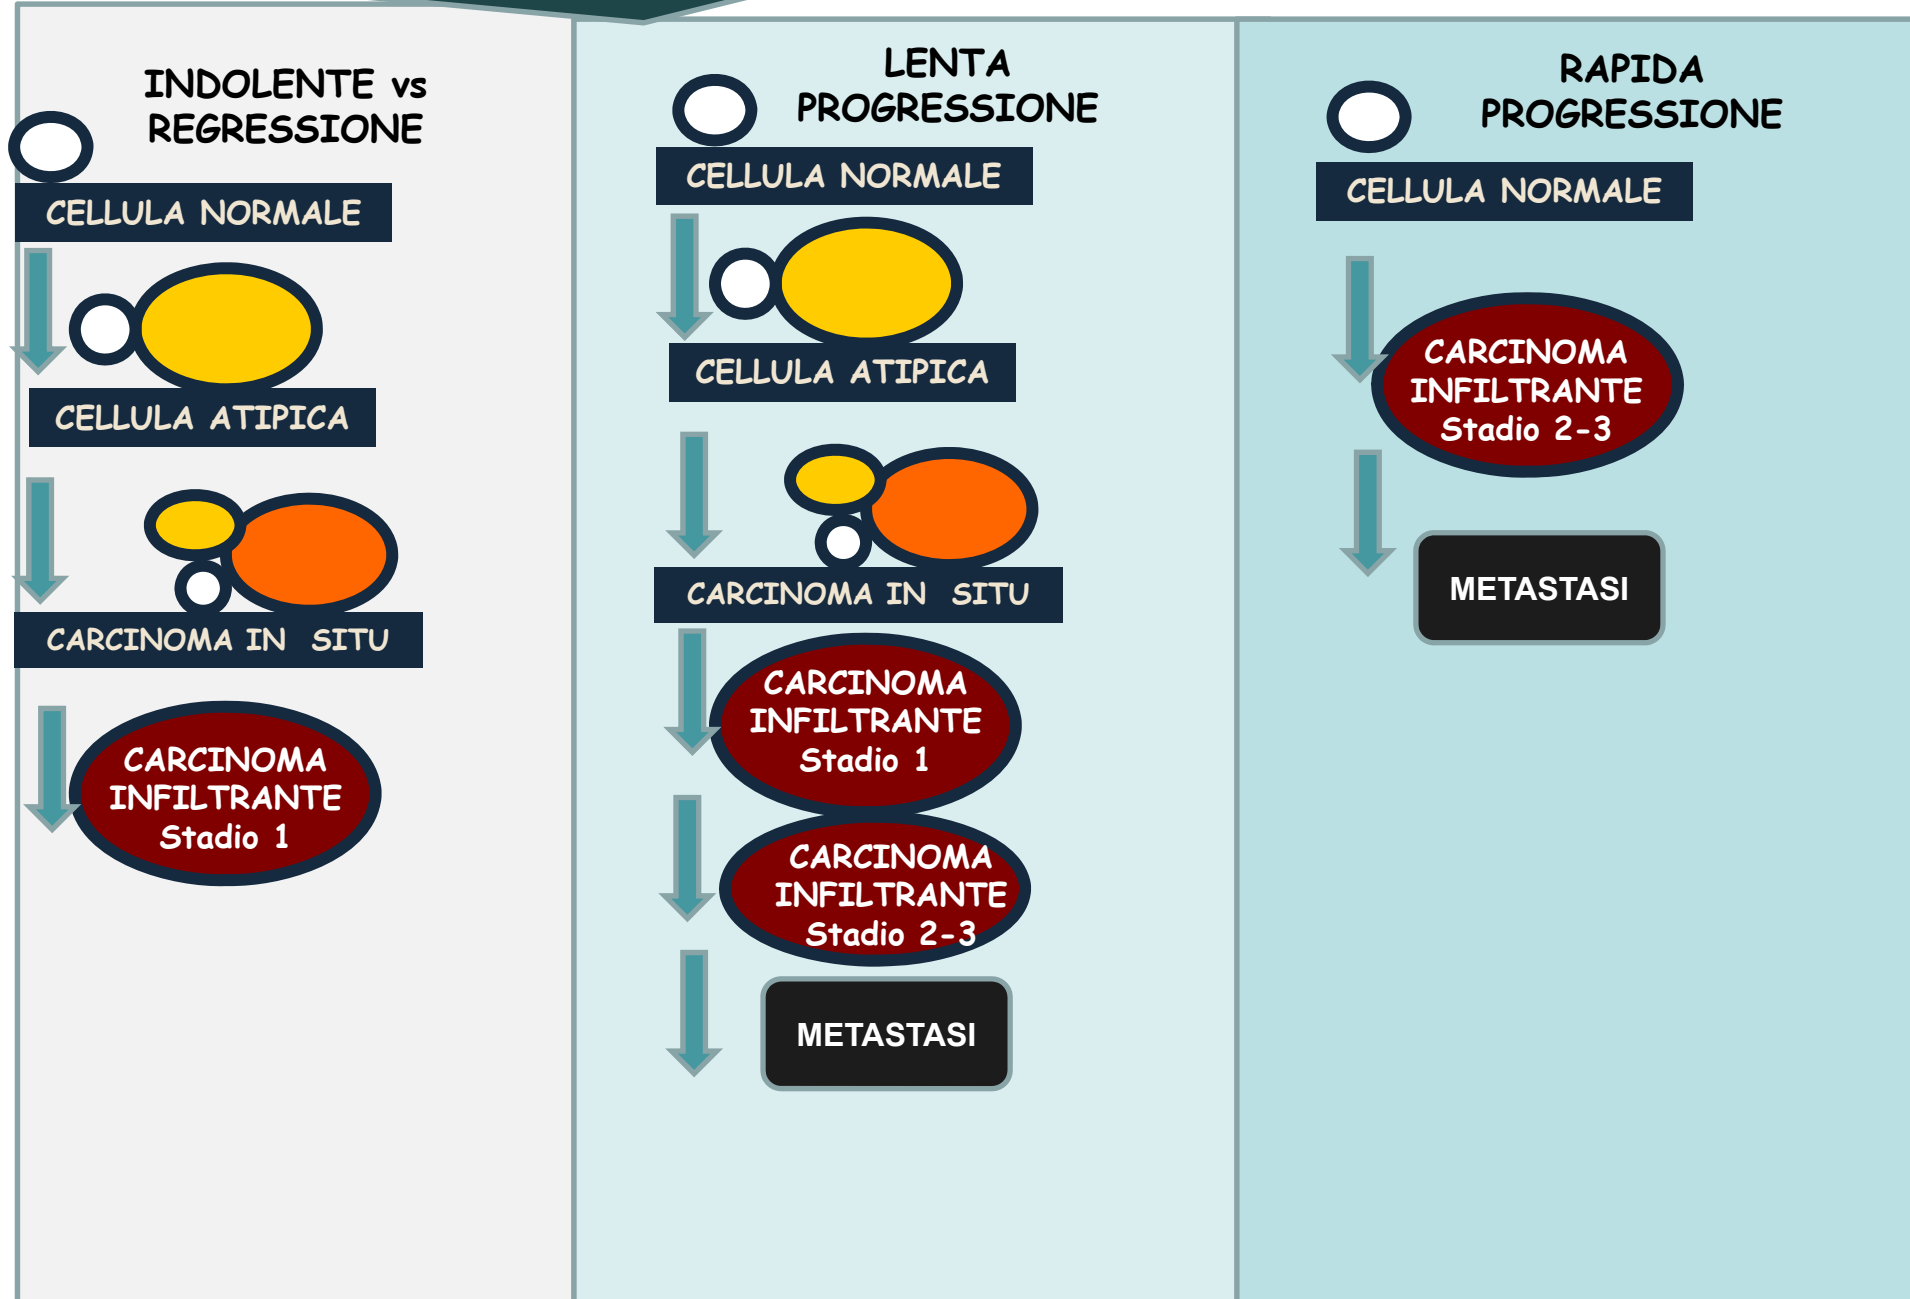 INDOLENTE vs
REGRESSIONE
CELLULA NORMALE
CELLULA ATIPICA
CARCINOMA IN SITU
CARCINOMA
INFILTRANTE
Stadio 1
LENTA
PROGRESSIONE
CELLULA NORMALE
CELLULA ATIPICA
CARCINOMA IN SITU
CARCINOMA
INFILTRANTE
Stadio 1
CARCINOMA
INFILTRANTE
Stadio 2-3
METASTASI
RAPIDA
PROGRESSIONE
CELLULA NORMALE
CARCINOMA
INFILTRANTE
Stadio 2-3
METASTASI